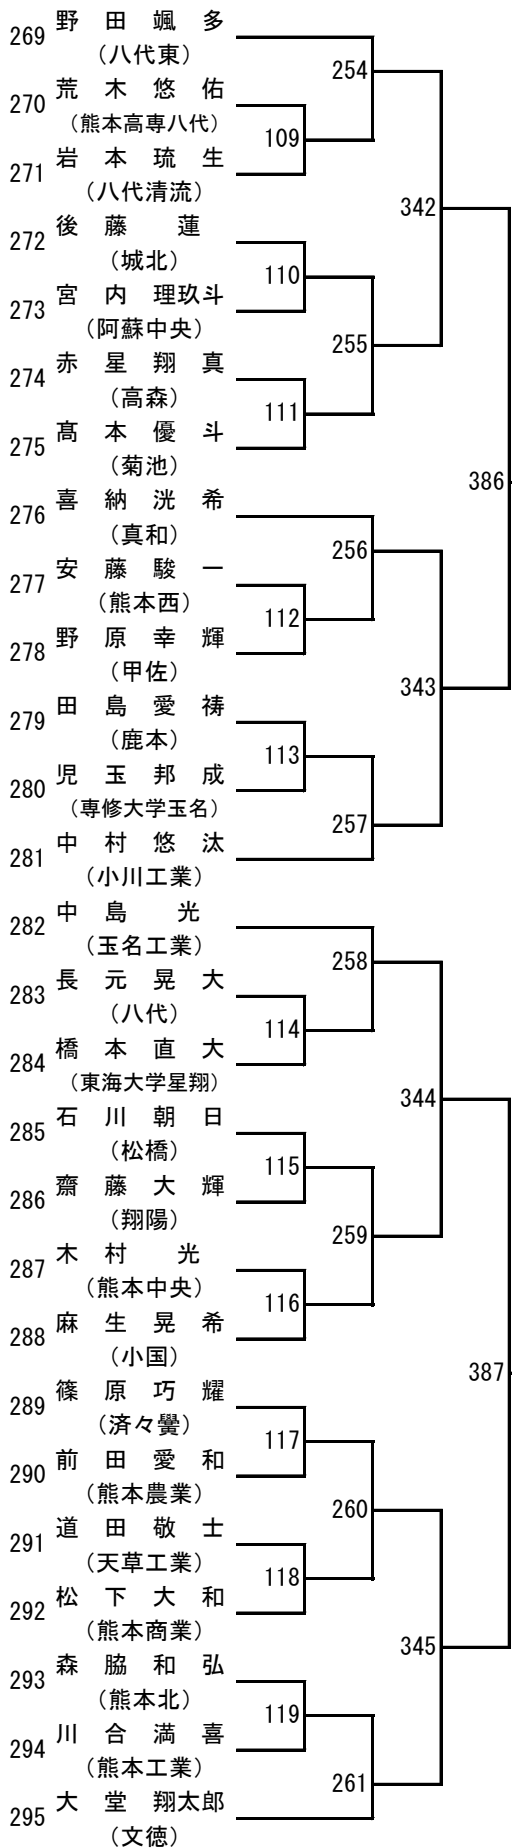 269 野田颯多
(八代東)
254
270 荒木悠佑
(熊本高専八代)
109
271 岩本琉生
(八代清流)
342
272 後藤蓮
(城北)
110
273 宮内理玖斗
(阿蘇中央)
255
274 赤星翔真
(高森)
111
275 髙本優斗
(菊池)
386
276 喜納洸希
(真和)
256
277 安藤駿一
(熊本西)
112
278 野原幸輝
(甲佐)
343
279 田島愛祷
(鹿本)
113
280 児玉邦成
(専修大学玉名)
257
281 中村悠汰
(小川工業)
282 中島光
(玉名工業)
258
283 長元晃大
(八代)
114
284 橋本直大
(東海大学星翔)
344
285 石川朝日
(松橋)
115
286 齋藤大輝
(翔陽)
259
287 木村光
(熊本中央)
116
288 麻生晃希
(小国)
387
289 篠原巧耀
(済々黌)
117
290 前田愛和
(熊本農業)
260
291 道田敬士
(天草工業)
118
292 松下大和
(熊本商業)
345
293 森脇和弘
(熊本北)
119
294 川合満喜
(熊本工業)
261
295 大堂翔太郎
(文徳)